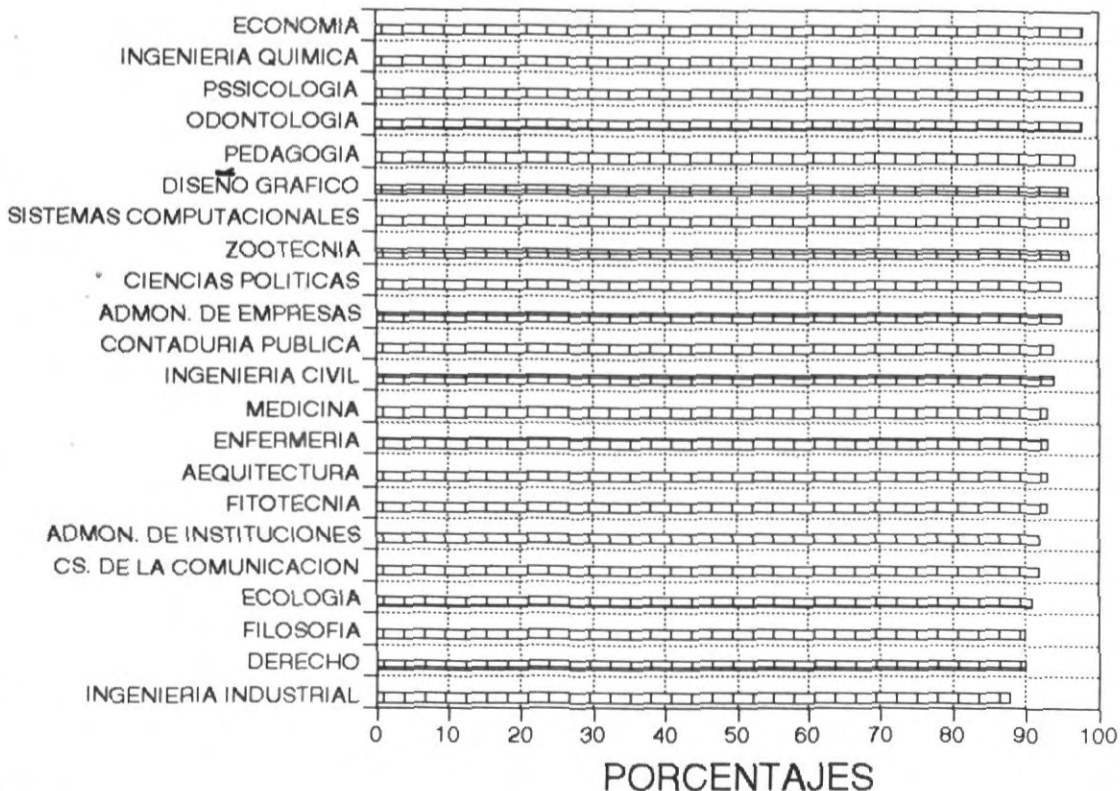 ECONOMIA
INGENIERIA QUIMICA
PSSICOLOGIA
ODONTOLOGIA
PEDAGOGIA
DISEÑO GRAFICO
SISTEMAS COMPUTACIONALES
ZOOTECNIA
CIENCIAS POLITICAS
ADMON. DE EMPRESAS
CONTADURIA PUBLICA
INGENIERIA CIVIL
MEDICINA
ENFERMERIA
AEQUITECTURA
FITOTECNIA
ADMON. DE INSTITUCIONES
CS. DE LA COMUNICACION
ECOLOGIA
FILOSOFIA
DERECHO
INGENIERIA INDUSTRIAL
0 10 20 30 40 50 60 70 80 90 100
PORCENTAJES